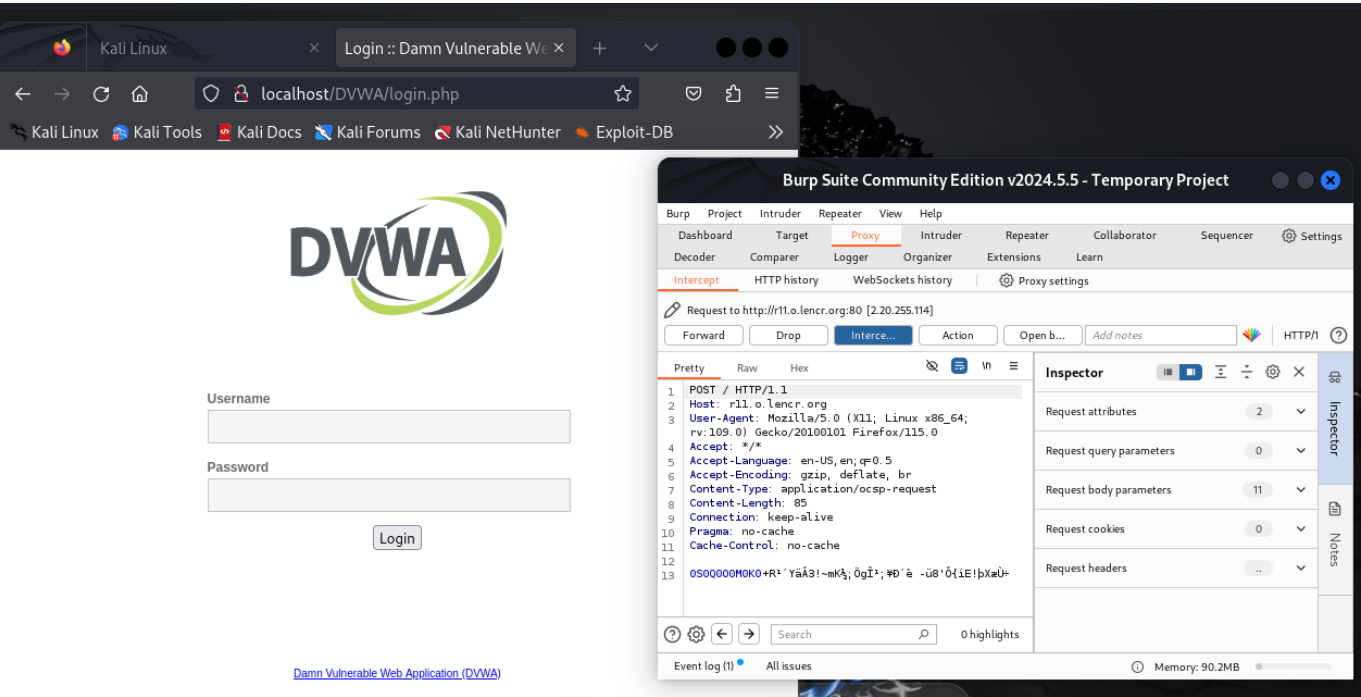 Kali Linux
Login :: Damn Vulnerable We
localhost/DVWA/login.php
Kali Linux Kali Tools Kali Docs Kali Forums Kali NetHunter Exploit-DB
DVWA
Username
Password
Login
Damn Vulnerable Web Application (DVWA)
Burp Suite Community Edition v2024.5.5 - Temporary Project
Burp Project Intruder Repeater View Help
Dashboard Target Proxy Intruder Repeater Collaborator Sequencer Settings
Decoder Comparer Logger Organizer Extensions Learn
Intercept HTTP history WebSockets history Proxy settings
Request to http://r11.o.lencr.org:80 [2.20.255.114]
Forward Drop Interce... Action Open b... Add notes HTTP/1
Pretty Raw Hex \n
1 POST / HTTP/1.1
2 Host: r11.o.lencr.org
3 User-Agent: Mozilla/5.0 (X11; Linux x86_64;
rv:109.0) Gecko/20100101 Firefox/115.0
4 Accept: */*
5 Accept-Language: en-US,en;q=0.5
6 Accept-Encoding: gzip, deflate, br
7 Content-Type: application/ocsp-request
8 Content-Length: 85
9 Connection: keep-alive
10 Pragma: no-cache
11 Cache-Control: no-cache
12
13
Search 0 highlights
Inspector
Request attributes 2
Request query parameters 0
Request body parameters 11
Request cookies 0
Request headers ..
Inspector
Notes
Event log (1) All issues
Memory: 90.2MB